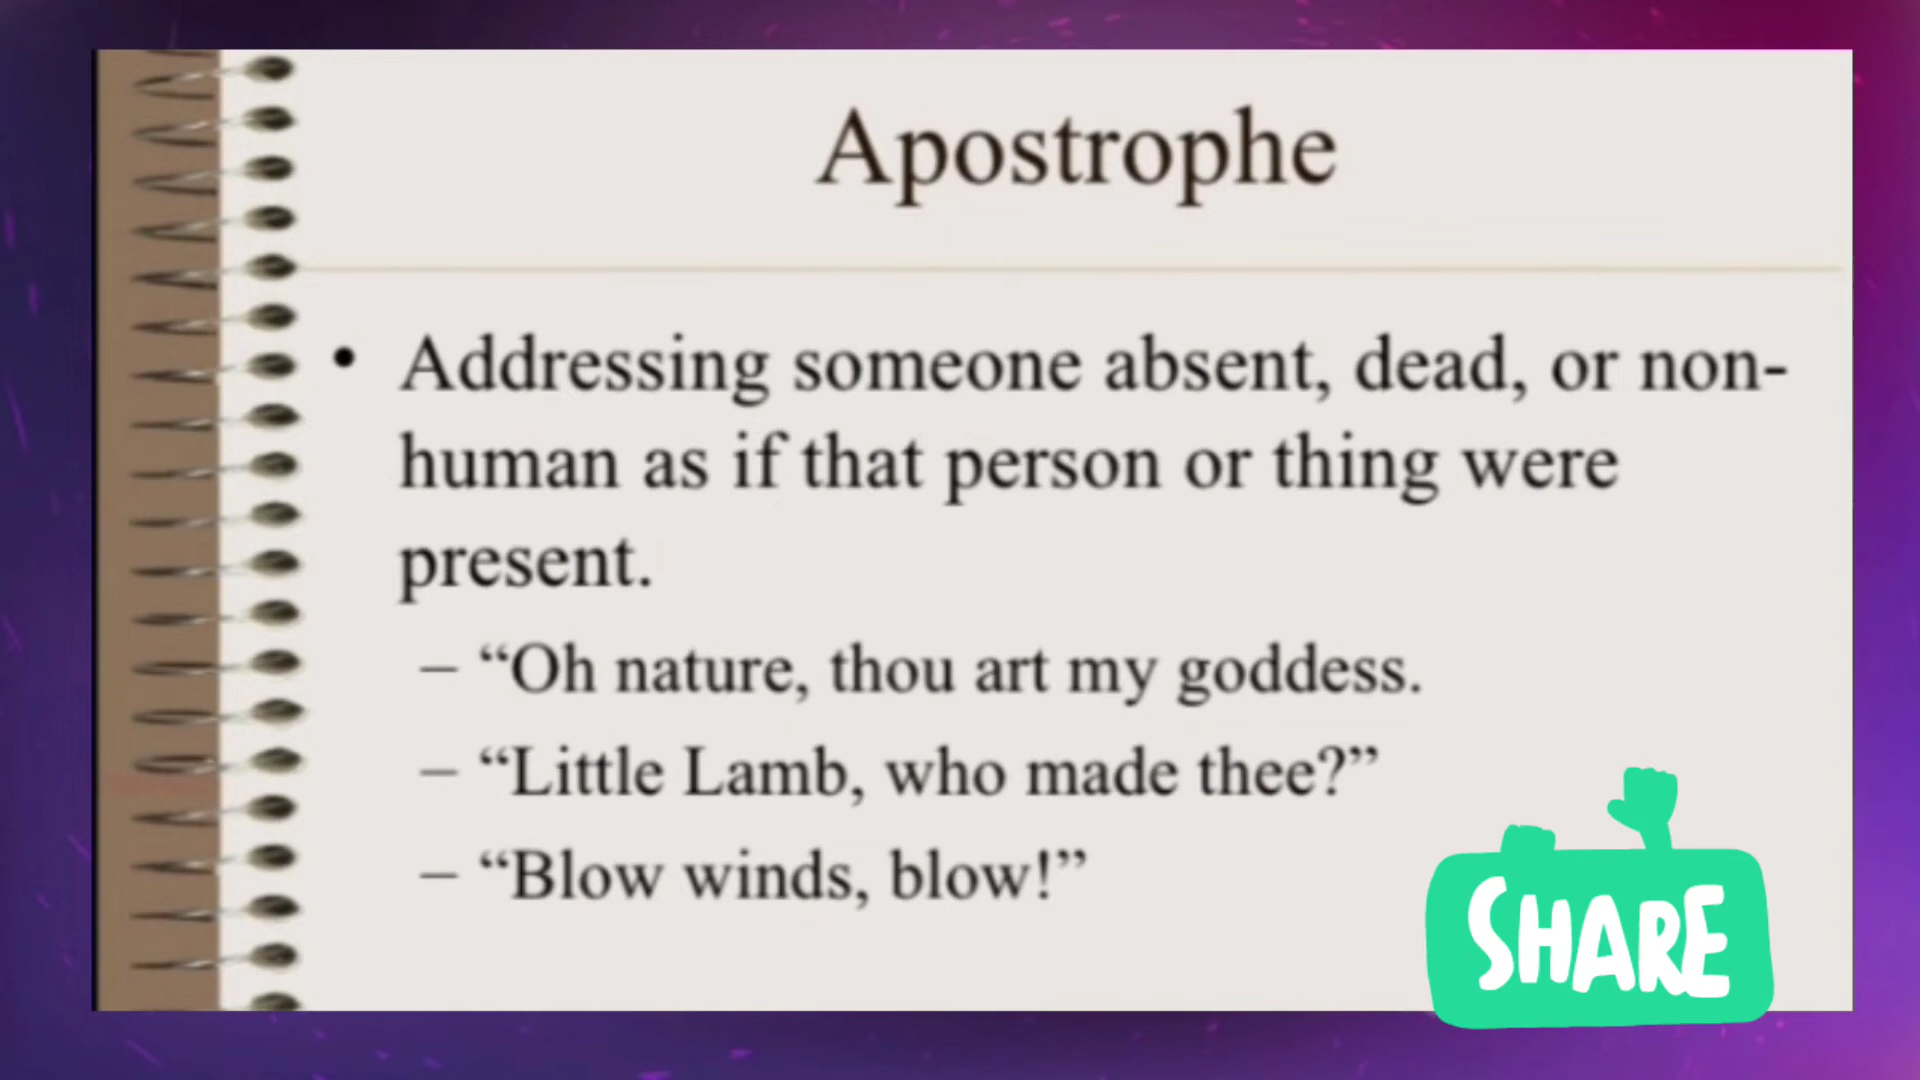 Apostrophe
• Addressing someone absent, dead, or non-
human as if that person or thing were
present.
– “Oh nature, thou art my goddess.
– “Little Lamb, who made thee?”
– “Blow winds, blow!”
SHARE